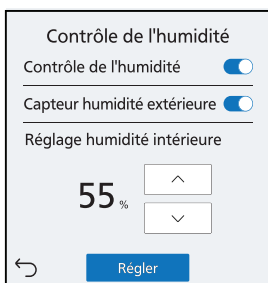 Contrôle de l'humidité
Contrôle de l'humidité
Capteur humidité extérieure
Réglage humidité intérieure
55 %
Régler